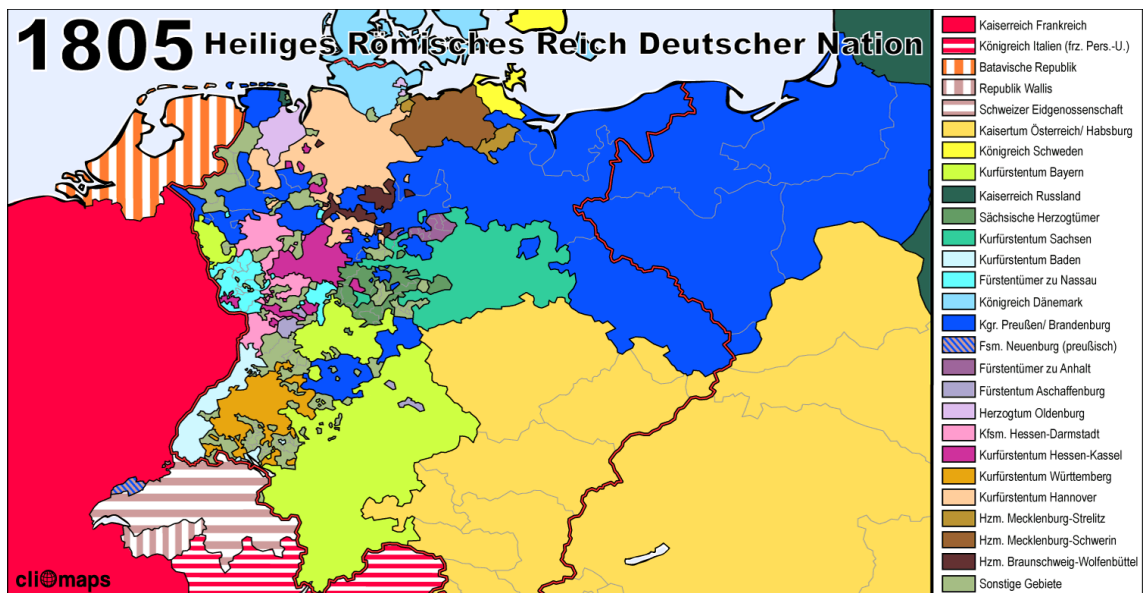 1805 Heiliges Römisches Reich Deutscher Nation
Kaiserreich Frankreich
Königreich Italien (frz. Pers.-U.)
Batavische Republik
Republik Wallis
Schweizer Eidgenossenschaft
Kaisertum Österreich/ Habsburg
Königreich Schweden
Kurfürstentum Bayern
Kaiserreich Russland
Sächsische Herzogtümer
Kurfürstentum Sachsen
Kurfürstentum Baden
Fürstentümer zu Nassau
Königreich Dänemark
Kgr. Preußen/ Brandenburg
Fsm. Neuenburg (preußisch)
Fürstentümer zu Anhalt
Fürstentum Aschaffenburg
Herzogtum Oldenburg
Kfsm. Hessen-Darmstadt
Kurfürstentum Hessen-Kassel
Kurfürstentum Württemberg
Kurfürstentum Hannover
Hzm. Mecklenburg-Strelitz
Hzm. Mecklenburg-Schwerin
Hzm. Braunschweig-Wolfenbüttel
Sonstige Gebiete
cliomaps